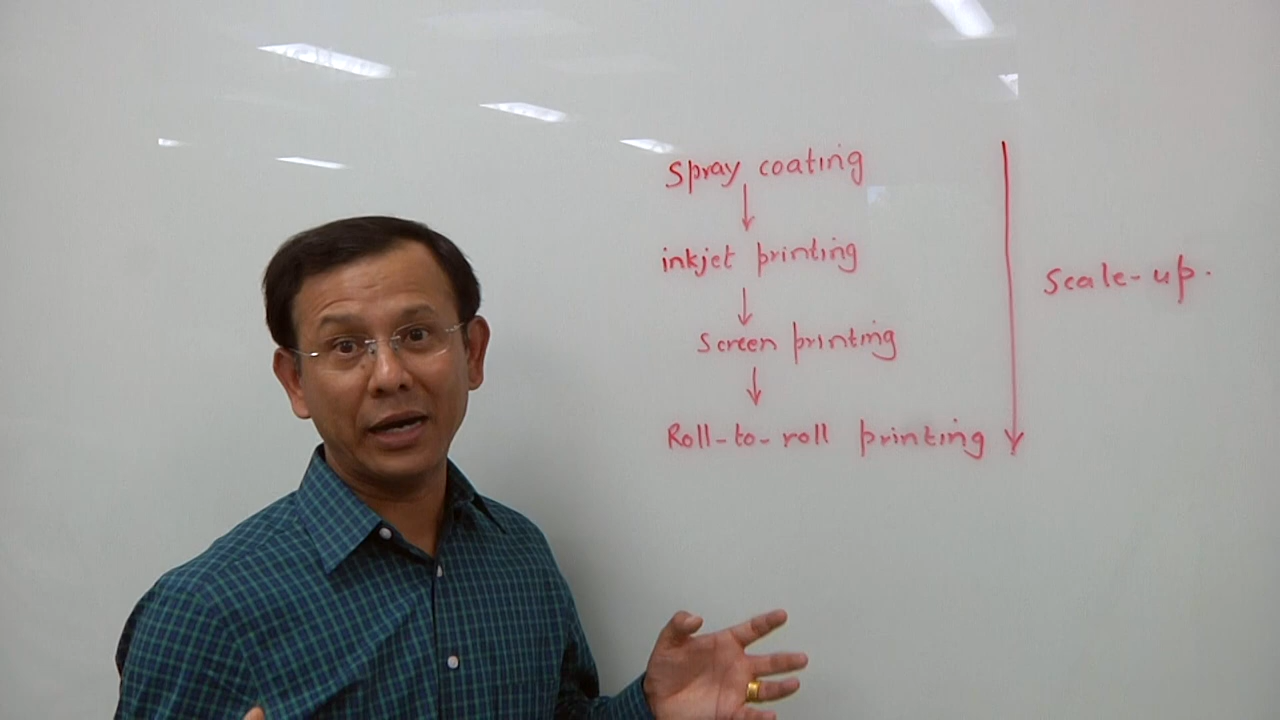 Spray coating
inkjet printing
Screen printing
Roll-to-roll printing
Scale-up.